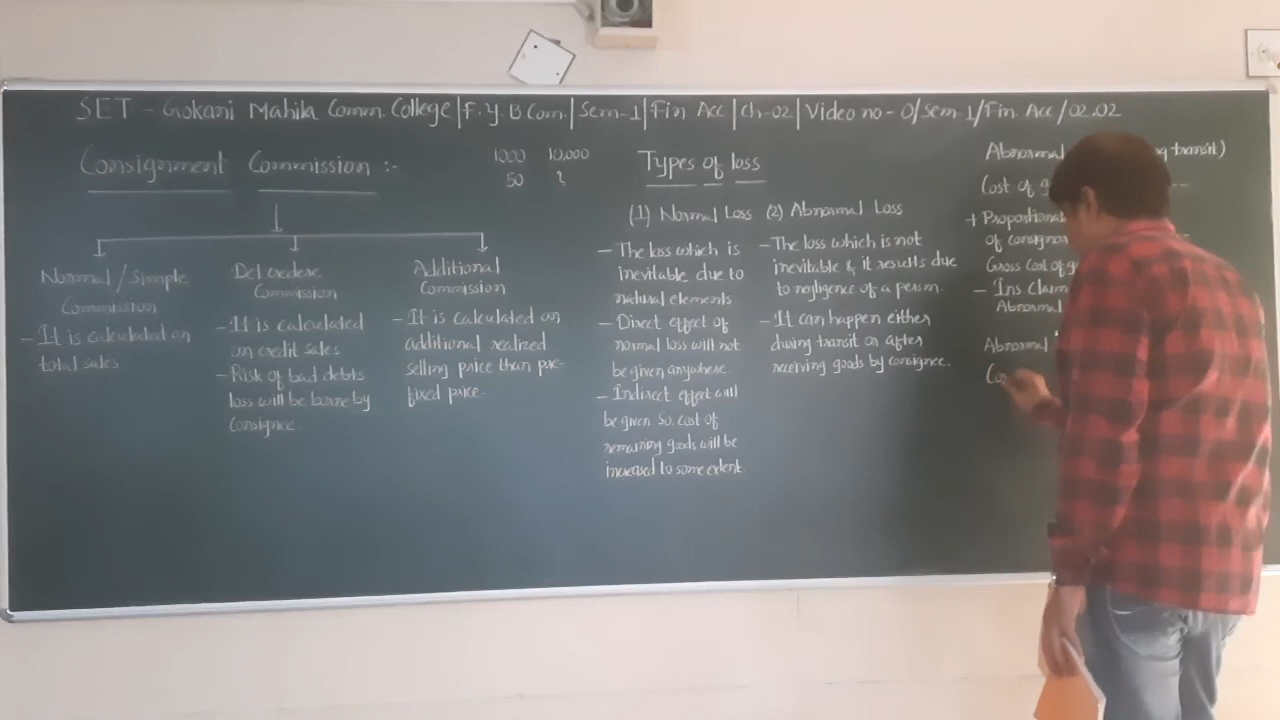 SET - Gokani Mahila Comm. College | F. Y. B Com. | Sem-1 | Fin. Acc | Ch-02 | Video no - 0/Sem-1/Fin. Acc / 02.02
Consignment Commission :-
Normal / Simple
Commission
- It is calculated on
total sales
Del credere
Commission
- It is calculated
on credit sales
- Risk of bad debts
loss will be borne by
Consignee.
Additional
Commission
- It is calculated on
additional realized
selling price than pre-
fixed price.
1000 10,000
50 ?
Types of loss
(1) Normal Loss (2) Abnormal Loss
- The loss which is
inevitable due to
natural elements
- Direct effect of
normal loss will not
be given anywhere.
- Indirect effect will
be given so, cost of
remaining goods will be
increased to some extent.
- The loss which is not
inevitable & it results due
to negligence of a person.
- It can happen either
during transit or after
receiving goods by consignee.
Abnormal transit)
Cost of
+ Proportional
of consignor
Gross Cost of
- Ins claim
Abnormal
Abnormal
Co